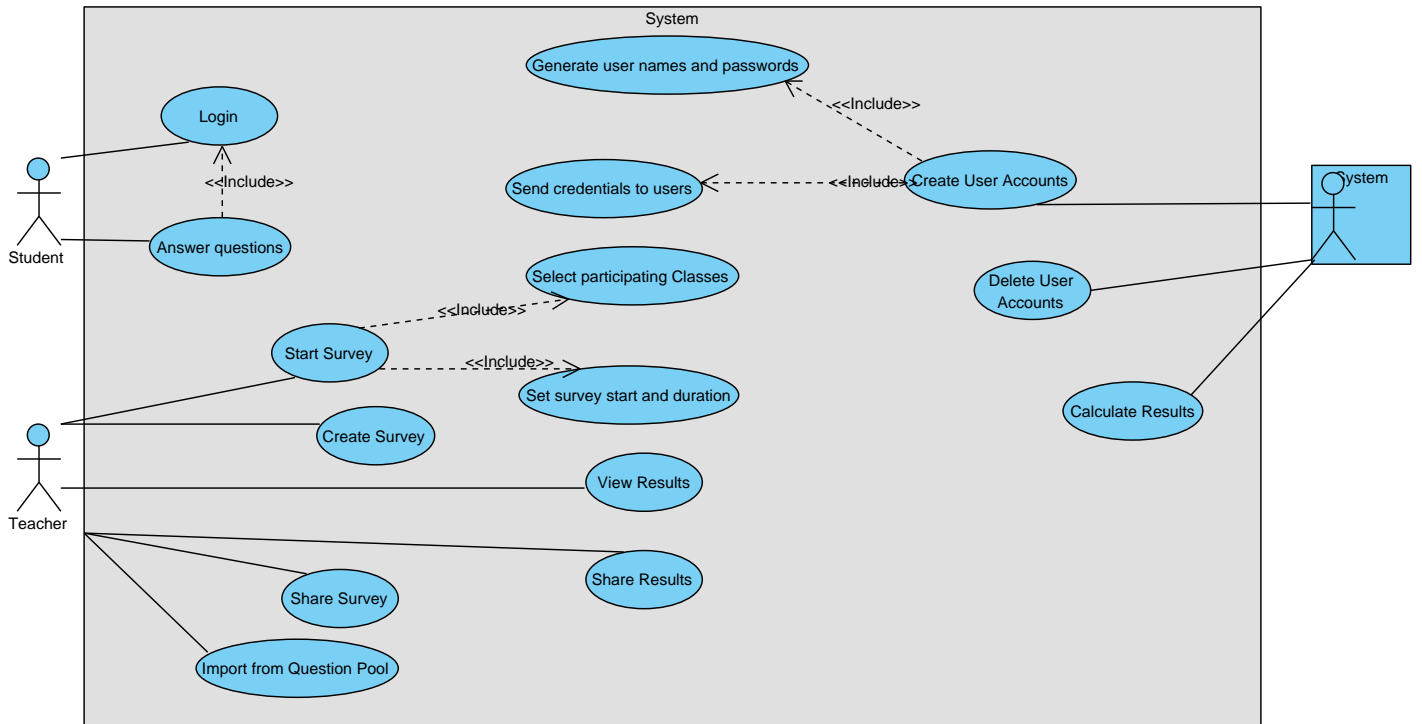 System
Generate user names and passwords
<<Include>>
Login
<<Include>>
Send credentials to users
<<Include>>
Create User Accounts
System
Answer questions
Student
Select participating Classes
Delete User
Accounts
<<Include>>
Start Survey
<<Include>>
Set survey start and duration
Calculate Results
Create Survey
View Results
Teacher
Share Results
Share Survey
Import from Question Pool